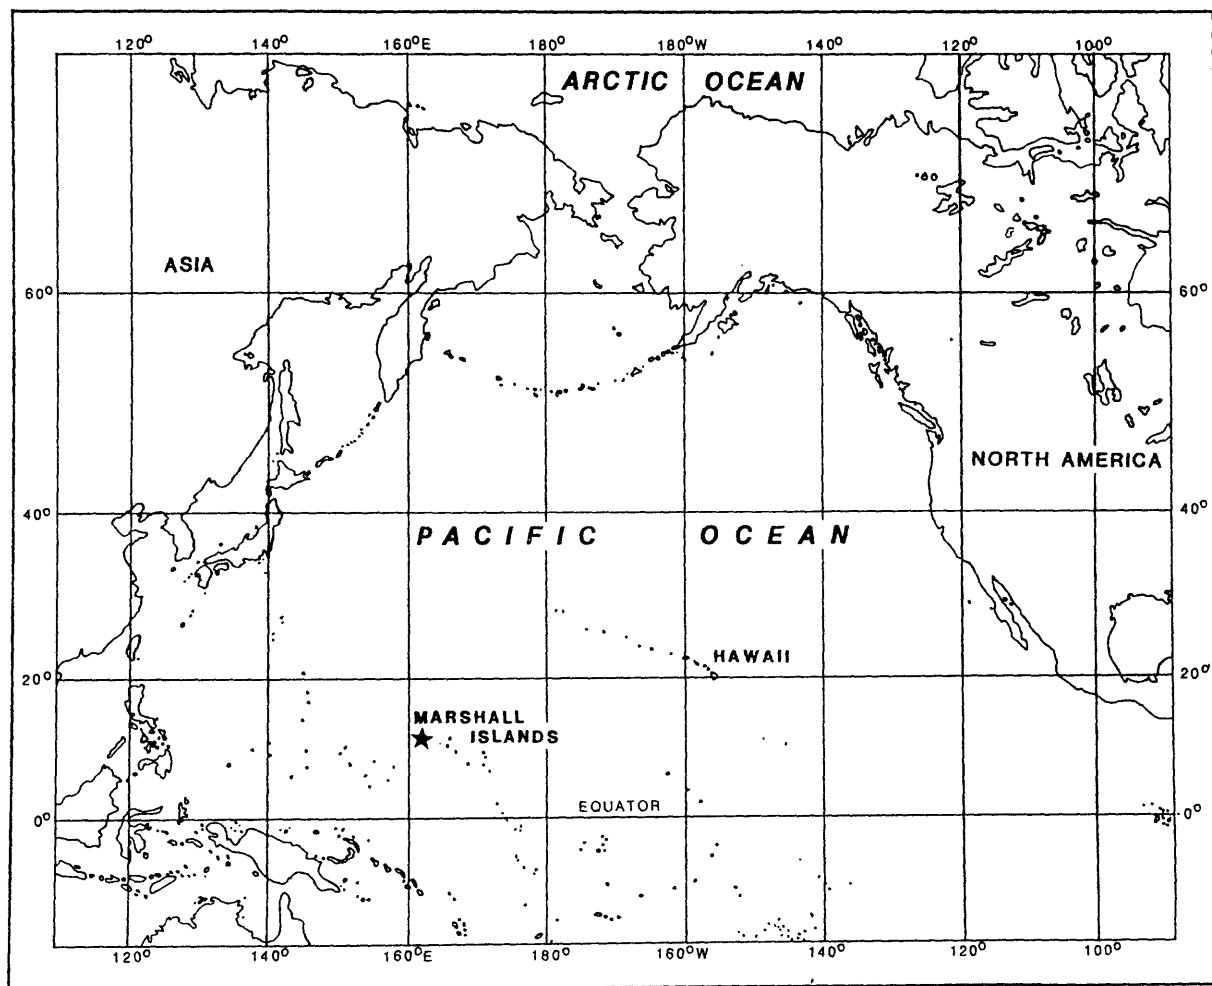 120° 140° 160°E 180° 180°W 140° 120° 100°
ARCTIC OCEAN
ASIA
60° 60°
NORTH AMERICA
40° 40°
PACIFIC OCEAN
HAWAII
20° 20°
MARSHALL
ISLANDS
EQUATOR
0° 0°
120° 140° 160°E 180° 160°W 140° 120° 100°